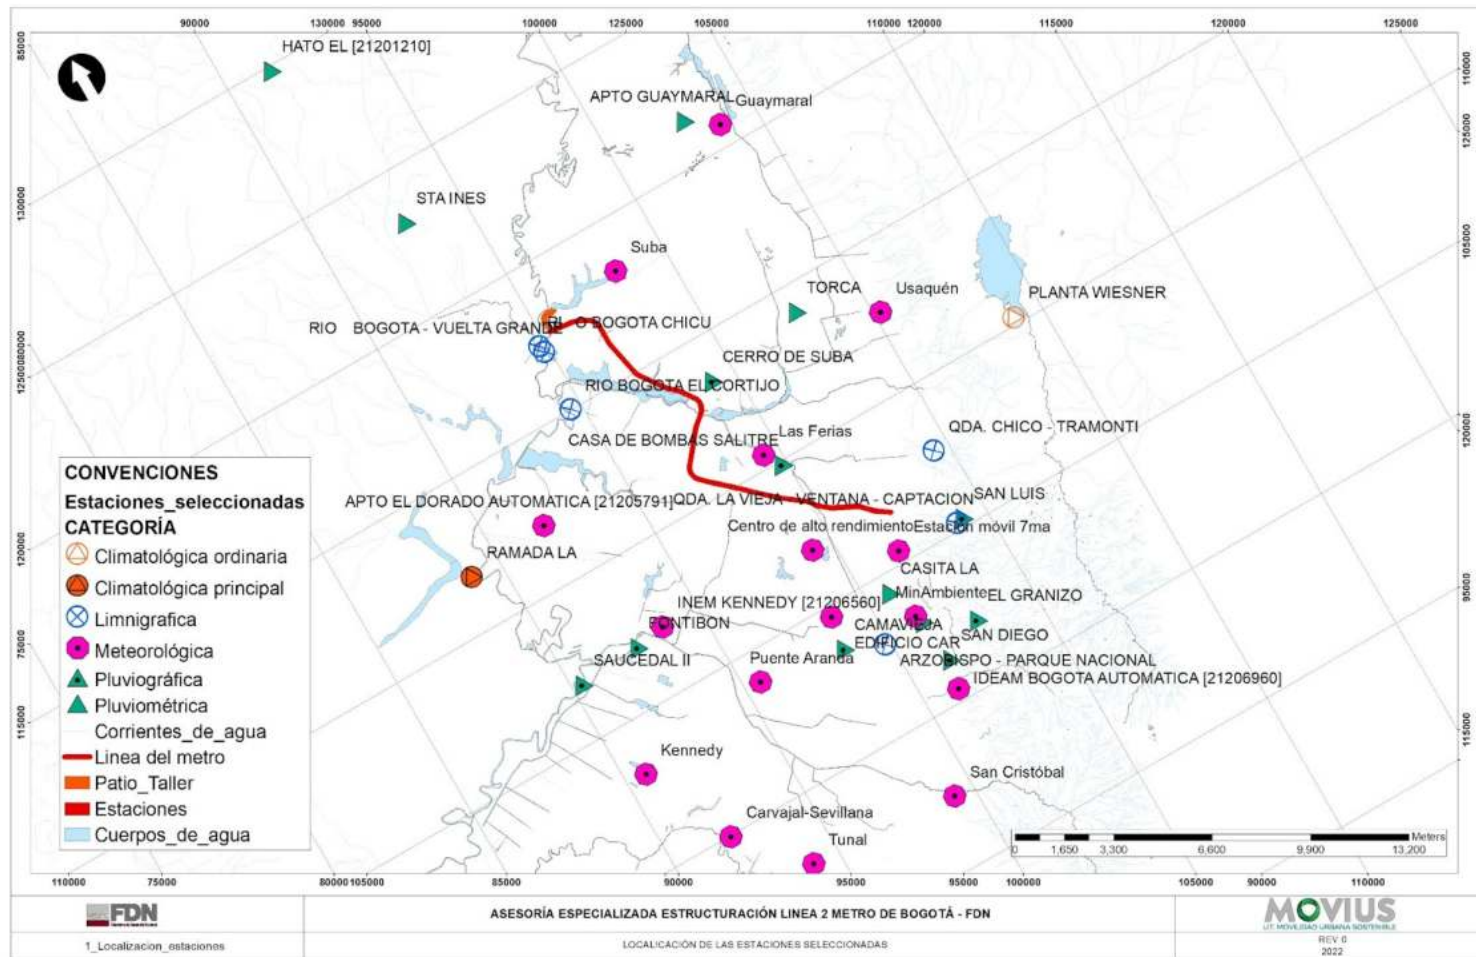 90000 130000 95000 100000 125000 105000 110000 120000 115000 120000 125000
85000
130000
125000
080000
120000
75000
115000
110000
125000
105000
120000
95000
115000
HATO EL [21201210]
APTO GUAYMARAL Guaymaral
STA INES
Suba
TORCA Usaquén
PLANTA WIESNER
RIO BOGOTA - VUELTA GRANDE
RIO BOGOTA CHICU
CERRO DE SUBA
RIO BOGOTA EL CORTIJO
Las Ferias
QDA. CHICO - TRAMONTI
CASA DE BOMBAS SALITRE
APTO EL DORADO AUTOMATICA [21205791]
QDA. LA VIEJA - VENTANA - CAPTACION
SAN LUIS
Centro de alto rendimiento
Estación móvil 7ma
RAMADA LA
CASITA LA
MinAmbiente
EL GRANIZO
INEM KENNEDY [21206560]
FONTIBON
CAMAVIEJA
EDIFICIO CAR
SAN DIEGO
SAUCEDAL II
Puente Aranda
ARZOBISPO - PARQUE NACIONAL
IDEAM BOGOTA AUTOMATICA [21206960]
Kennedy
San Cristóbal
Carvajal-Sevillana
Tunal
CONVENCIONES
Estaciones_seleccionadas
CATEGORÍA
Climatológica ordinaria
Climatológica principal
Limnigrafica
Meteorológica
Pluviográfica
Pluviométrica
Corrientes_de_agua
Linea del metro
Patio_Taller
Estaciones
Cuerpos_de_agua
Meters
0 1,650 3,300 6,600 9,900 13,200
110000 75000 80000 105000 85000 90000 95000 95000 100000 105000 90000 110000
FDN
1_Localizacion_estaciones
ASESORÍA ESPECIALIZADA ESTRUCTURACIÓN LINEA 2 METRO DE BOGOTÁ - FDN
LOCALICACIÓN DE LAS ESTACIONES SELECCIONADAS
MOVIUS
U.T. MOVILIDAD URBANA SOSTENIBLE
REV 0
2022